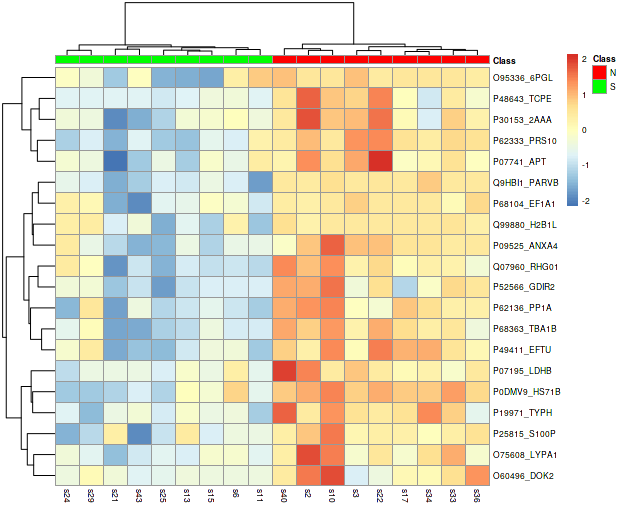 Class
O95336_6PGL
P48643_TCPE
P30153_2AAA
P62333_PRS10
P07741_APT
Q9HBI1_PARVB
P68104_EF1A1
Q99880_H2B1L
P09525_ANXA4
Q07960_RHG01
P52566_GDIR2
P62136_PP1A
P68363_TBA1B
P49411_EFTU
P07195_LDHB
P0DMV9_HS71B
P19971_TYPH
P25815_S100P
O75608_LYPA1
O60496_DOK2
s24 s29 s21 s43 s25 s13 s15 s6 s11 s40 s2 s10 s3 s22 s17 s34 s33 s36
2
1
0
-1
-2
Class
N
S